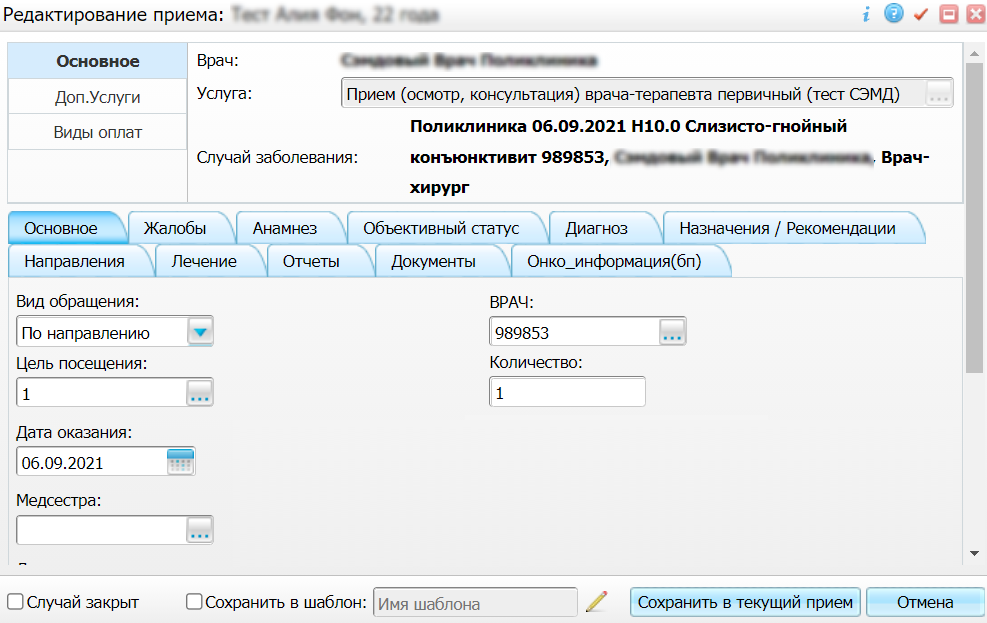 Редактирование приема:
Основное
Доп.Услуги
Виды оплат
Врач:
Услуга: Прием (осмотр, консультация) врача-терапевта первичный (тест СЭМД) ...
Случай заболевания: Поликлиника 06.09.2021 H10.0 Слизисто-гнойный
конъюнктивит 989853, Врач-
хирург
Основное Жалобы Анамнез Объективный статус Диагноз Назначения / Рекомендации
Направления Лечение Отчеты Документы Онко_информация(бп)
Вид обращения: ВРАЧ:
По направлению 989853 ...
Цель посещения: Количество:
1 ... 1
Дата оказания:
06.09.2021
Медсестра:
...
Случай закрыт Сохранить в шаблон: Имя шаблона Сохранить в текущий прием Отмена